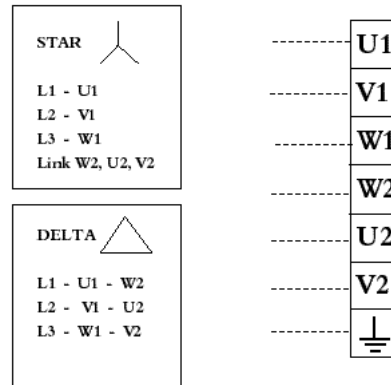 STAR
L1 - U1
L2 - V1
L3 - W1
Link W2, U2, V2
DELTA
L1 - U1 - W2
L2 - V1 - U2
L3 - W1 - V2
U1
V1
W1
W2
U2
V2